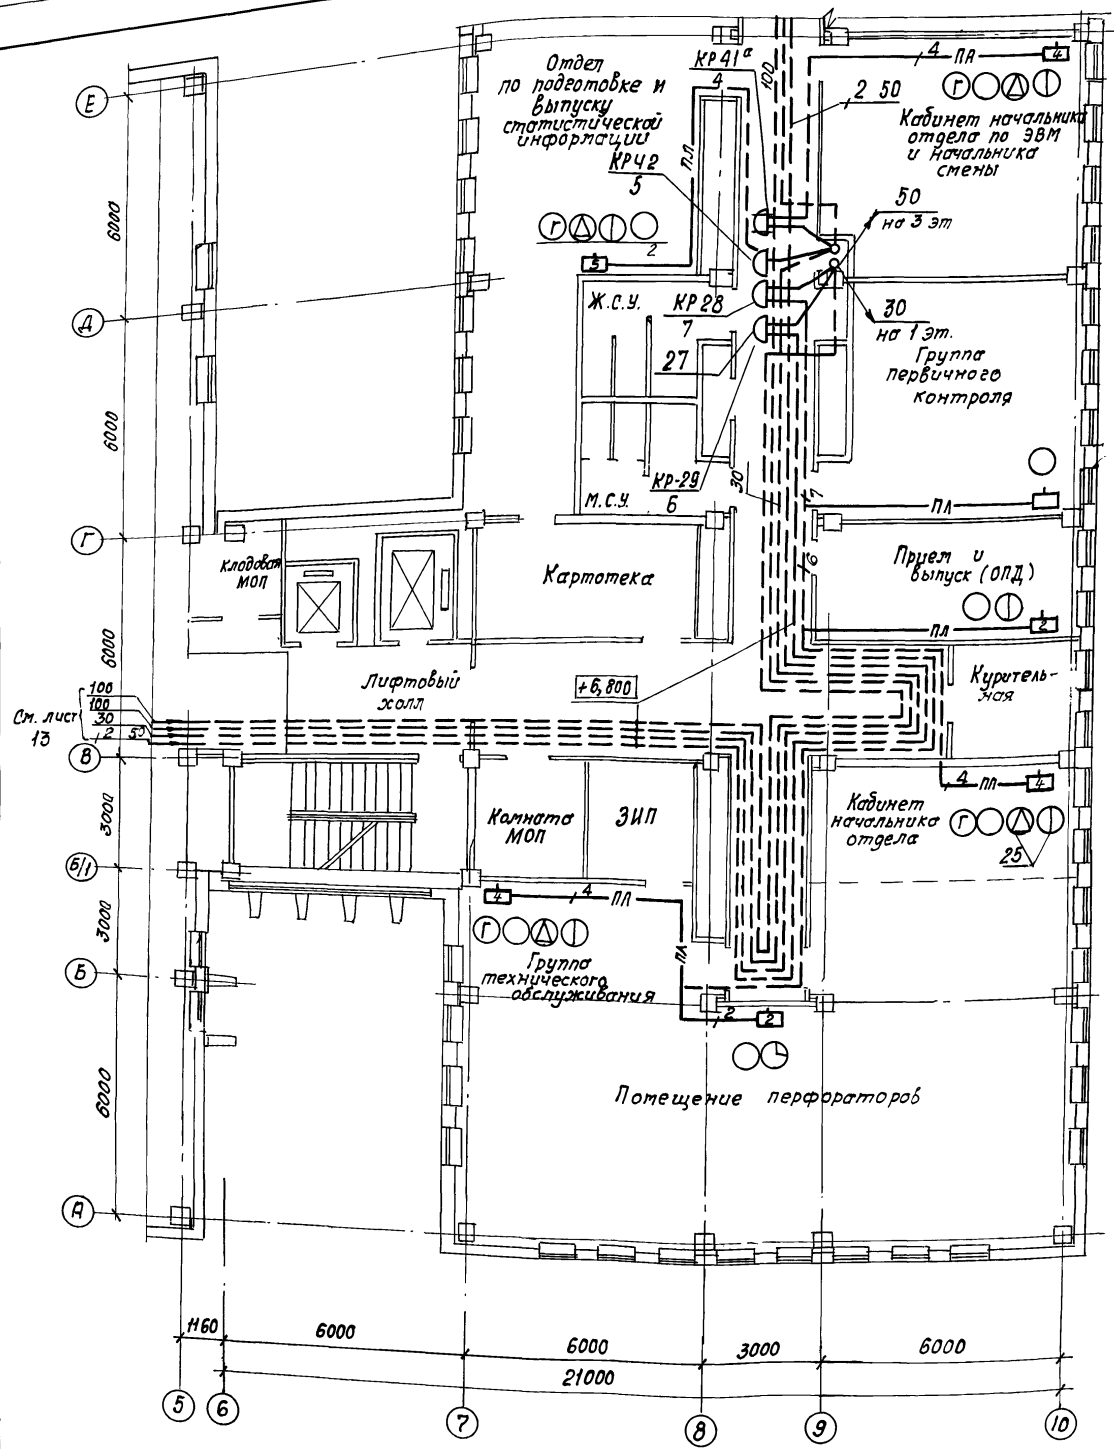 Отдел
по подготовке и
выпуску
статистической
информации
КР41а
4
100
4
ПЛ
4
Г
2 50
Кабинет начальника
отдела по ЭВМ
и начальника
смены
КР42
5
ПЛ
50
на 3 эт
Г
2
5
Ж.С.У.
КР28
7
27
30
на 1 эт.
Группа
первичного
контроля
КР-29
6
30
М.С.У.
7
ПЛ
6
Кладовая
МОП
Картотека
Прием и
выпуск (ОПД)
ПЛ
2
Лифтовый
холл
+6,800
Куритель-
ная
См. лист
13
100
100
30
2 50
Комната
МОП
ЗИП
4
ПЛ
4
Кабинет
начальника
отдела
Г
25
4
4
ПЛ
Г
Группа
технического
обслуживания
ПЛ
2
2
Помещение перфораторов
Е
6000
Д
6000
Г
6000
В
3000
Б/1
3000
Б
6000
А
1160
6000
6000
3000
6000
21000
5
6
7
8
9
10